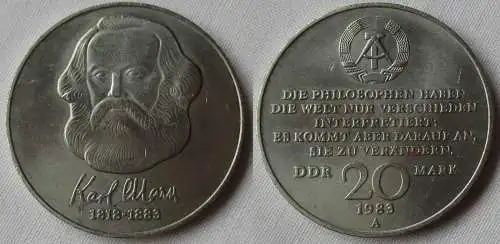 Karl Marx
1818-1883
DIE PHILOSOPHEN HABEN
DIE WELT NUR VERSCHIEDEN
INTERPRETIERT;
ES KOMMT ABER DARAUF AN,
SIE ZU VERÄNDERN.
DDR 20 MARK
1983
A